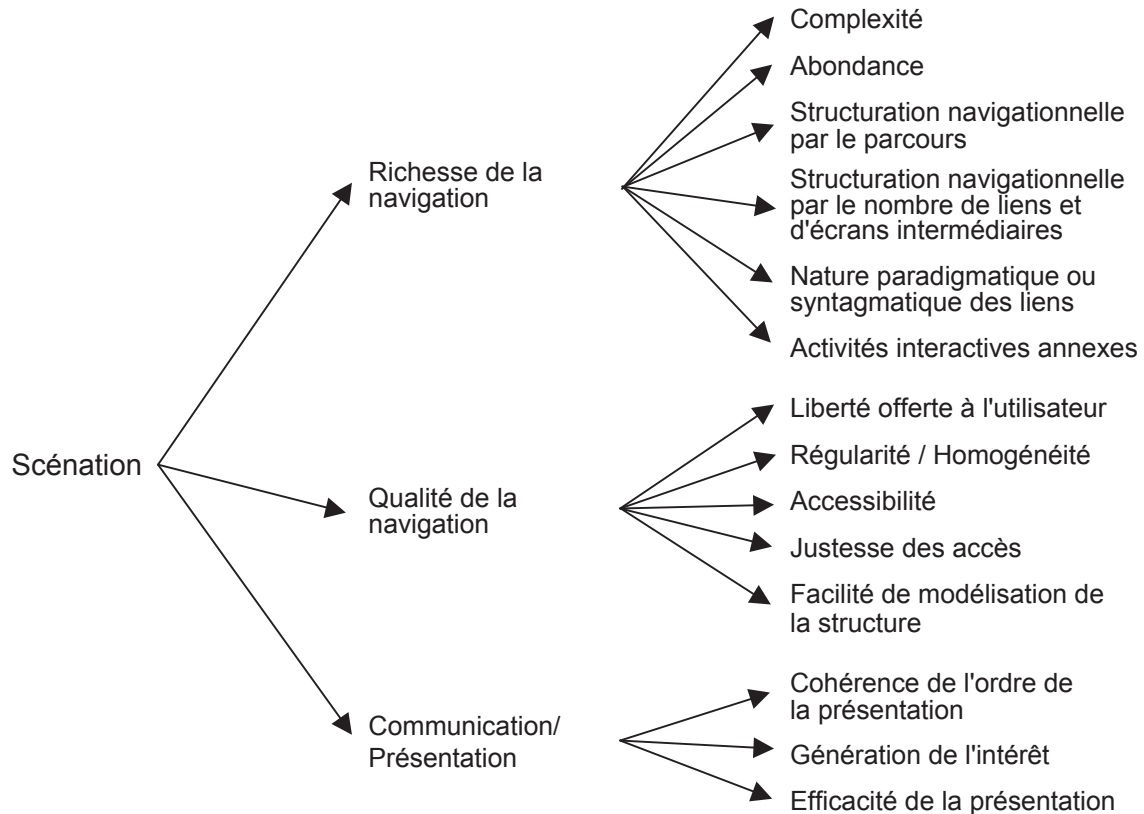 Scénation
Richesse de la
navigation
Complexité
Abondance
Structuration navigationnelle
par le parcours
Structuration navigationnelle
par le nombre de liens et
d'écrans intermédiaires
Nature paradigmatique ou
syntagmatique des liens
Activités interactives annexes
Qualité de la
navigation
Liberté offerte à l'utilisateur
Régularité / Homogénéité
Accessibilité
Justesse des accès
Facilité de modélisation de
la structure
Communication/
Présentation
Cohérence de l'ordre de
la présentation
Génération de l'intérêt
Efficacité de la présentation